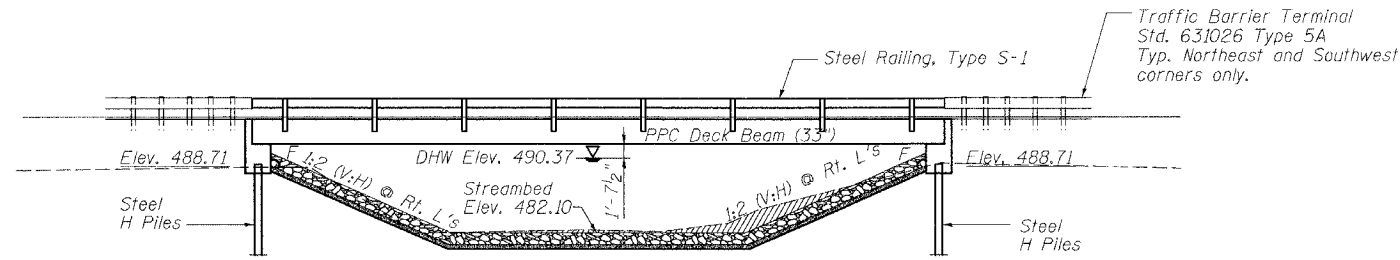 Traffic Barrier Terminal
Std. 631026 Type 5A
Typ. Northeast and Southwest
corners only.
Steel Railing, Type S-1
PPC Deck Beam (33")
Elev. 488.71
F
1:2 (V:H) @ Rt. L's
DHW Elev. 490.37
1'-7½"
1:2 (V:H) @ Rt. L's
F
Elev. 488.71
Streambed
Elev. 482.10
Steel
H Piles
Steel
H Piles